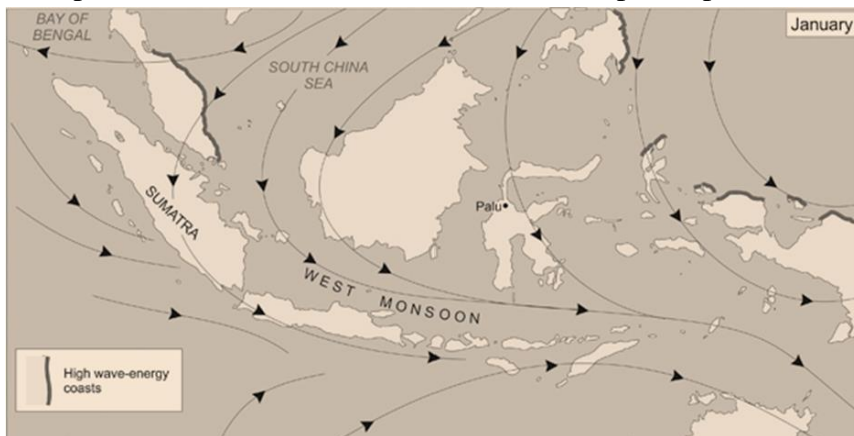 BAY OF
BENGAL
January
SOUTH CHINA
SEA
SUMATRA
Palu
WEST MONSOON
High wave-energy
coasts